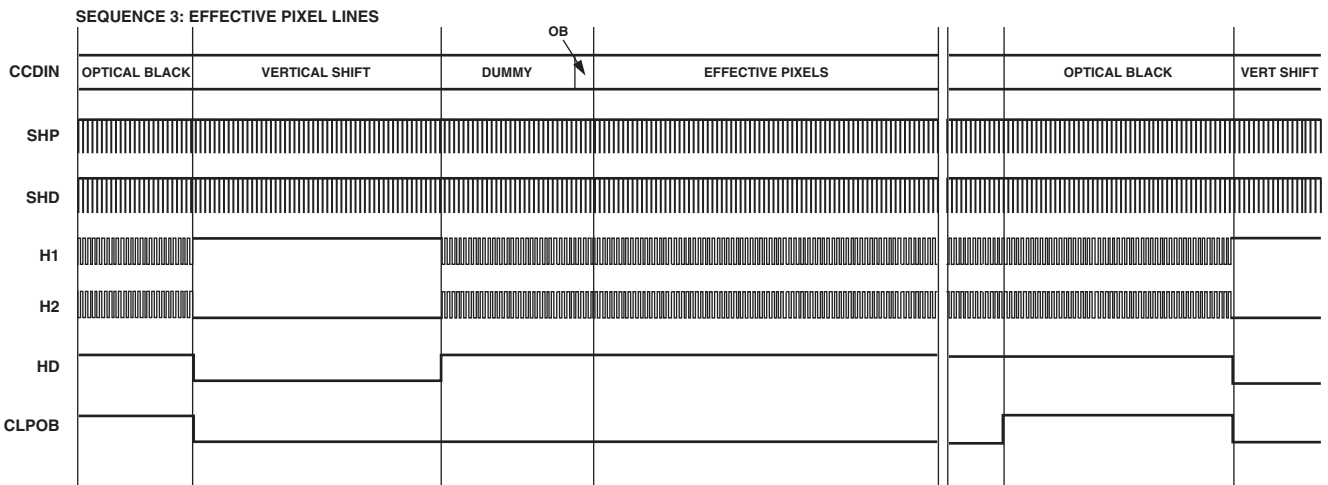 SEQUENCE 3: EFFECTIVE PIXEL LINES
OB
CCDIN OPTICAL BLACK VERTICAL SHIFT DUMMY EFFECTIVE PIXELS OPTICAL BLACK VERT SHIFT
SHP
SHD
H1
H2
HD
CLPOB